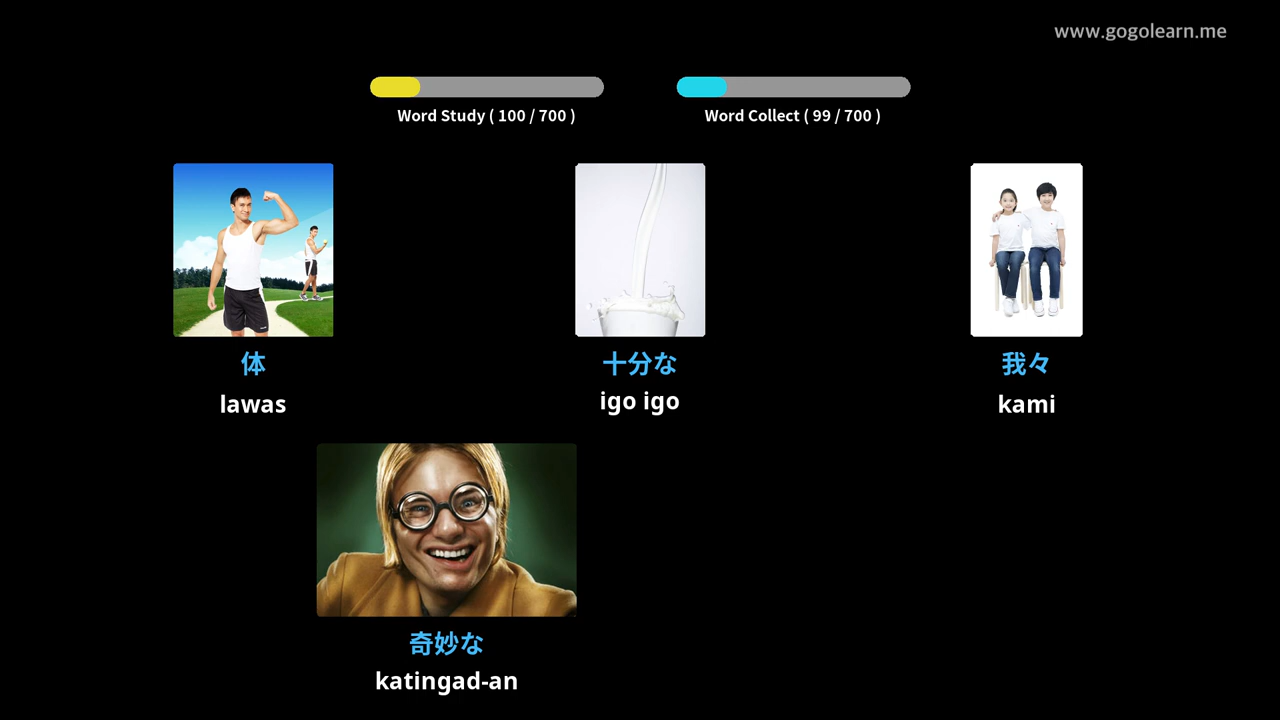 www.gogolearn.me
Word Study ( 100 / 700 )
Word Collect ( 99 / 700 )
体
lawas
十分な
igo igo
我々
kami
奇妙な
katingad-an